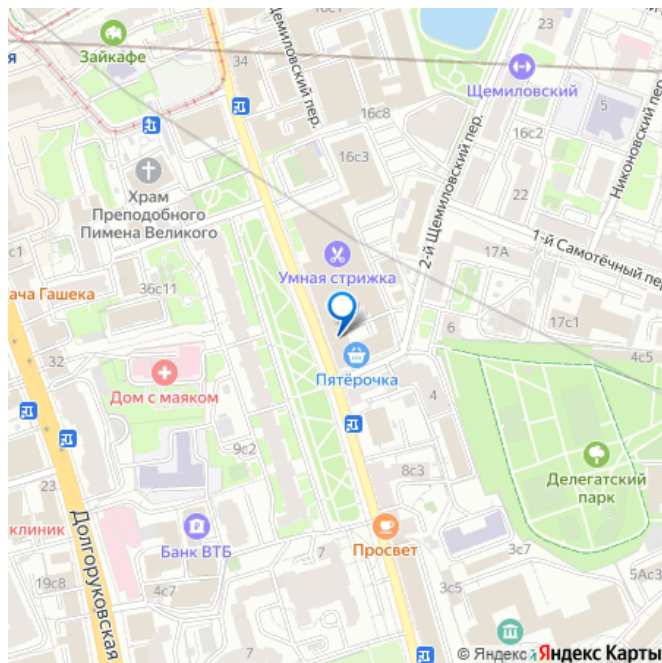 Зайкафе
34
Щемиловский пер.
Щемиловский
5
16с8
16с2
Никоновский пер.
Храм
Преподобного
Пимена Великого
16с3
22
2-й Щемиловский пер.
1-й Самотёчный пер.
17А
с1
36с11
Умная стрижка
ача Гашека
17с1
6
32
4с5
Пятёрочка
Дом с маяком
4
23
9с2
8с3
Делегатский
парк
23
клиник
Долгоруковская
Банк ВТБ
Просвет
7
3с7
19с8
4с7
3с5
5Ас3
7
© Яндекс
Яндекс Карты